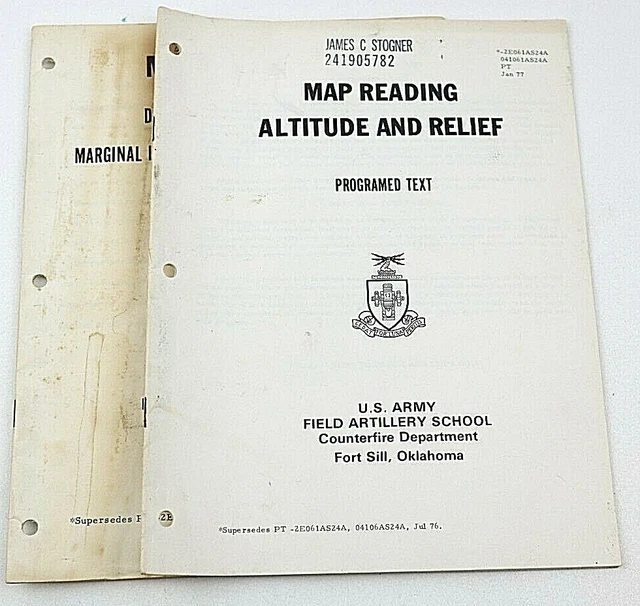 JAMES C STOGNER
241905782
*-2E061AS24A
041061AS24A
PT
Jan 77
MAP READING
ALTITUDE AND RELIEF
PROGRAMED TEXT
U.S. ARMY
FIELD ARTILLERY SCHOOL
Counterfire Department
Fort Sill, Oklahoma
*Supersedes PT -2E061AS24A, 04106AS24A, Jul 76.
MARGINAL
*Supersedes